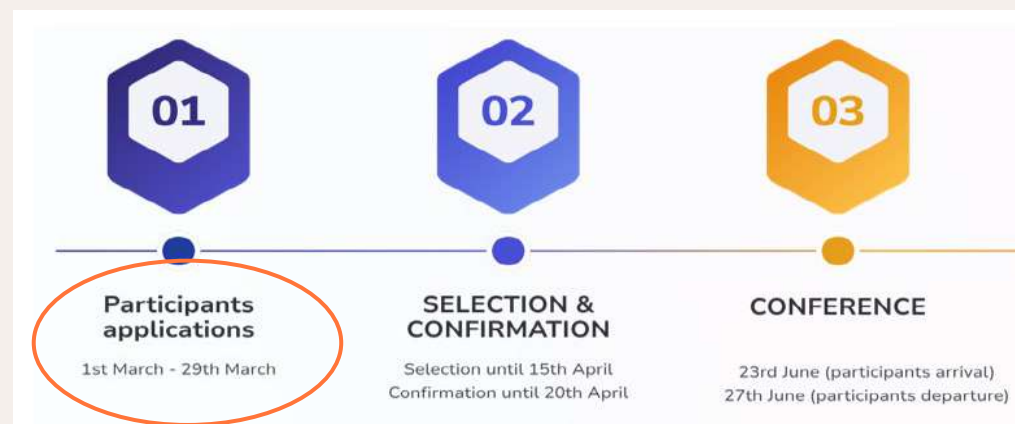 01
Participants
applications
1st March - 29th March
02
SELECTION &
CONFIRMATION
Selection until 15th April
Confirmation until 20th April
03
CONFERENCE
23rd June (participants arrival)
27th June (participants departure)